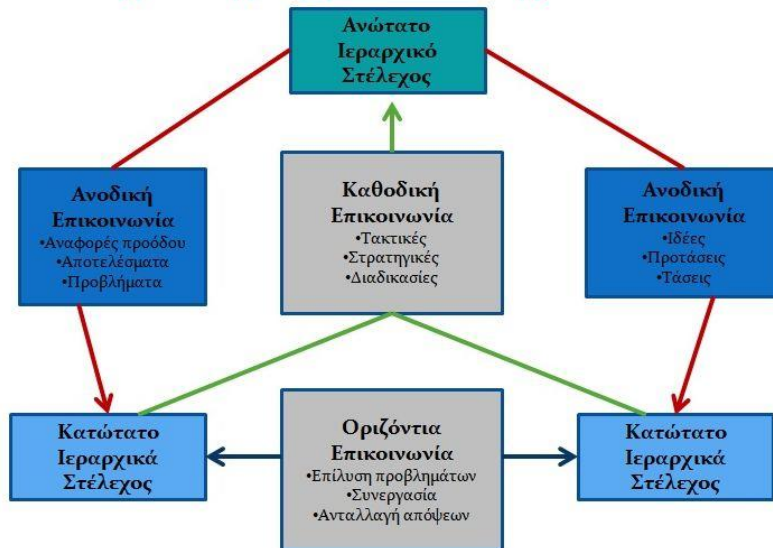 Ανώτατο
Ιεραρχικό
Στέλεχος
Ανοδική
Επικοινωνία
•Αναφορές προόδου
•Αποτελέσματα
•Προβλήματα
Καθοδική
Επικοινωνία
•Τακτικές
•Στρατηγικές
•Διαδικασίες
Ανοδική
Επικοινωνία
•Ιδέες
•Προτάσεις
•Τάσεις
Κατώτατο
Ιεραρχικά
Στέλεχος
Οριζόντια
Επικοινωνία
•Επίλυση προβλημάτων
•Συνεργασία
•Ανταλλαγή απόψεων
Κατώτατο
Ιεραρχικά
Στέλεχος